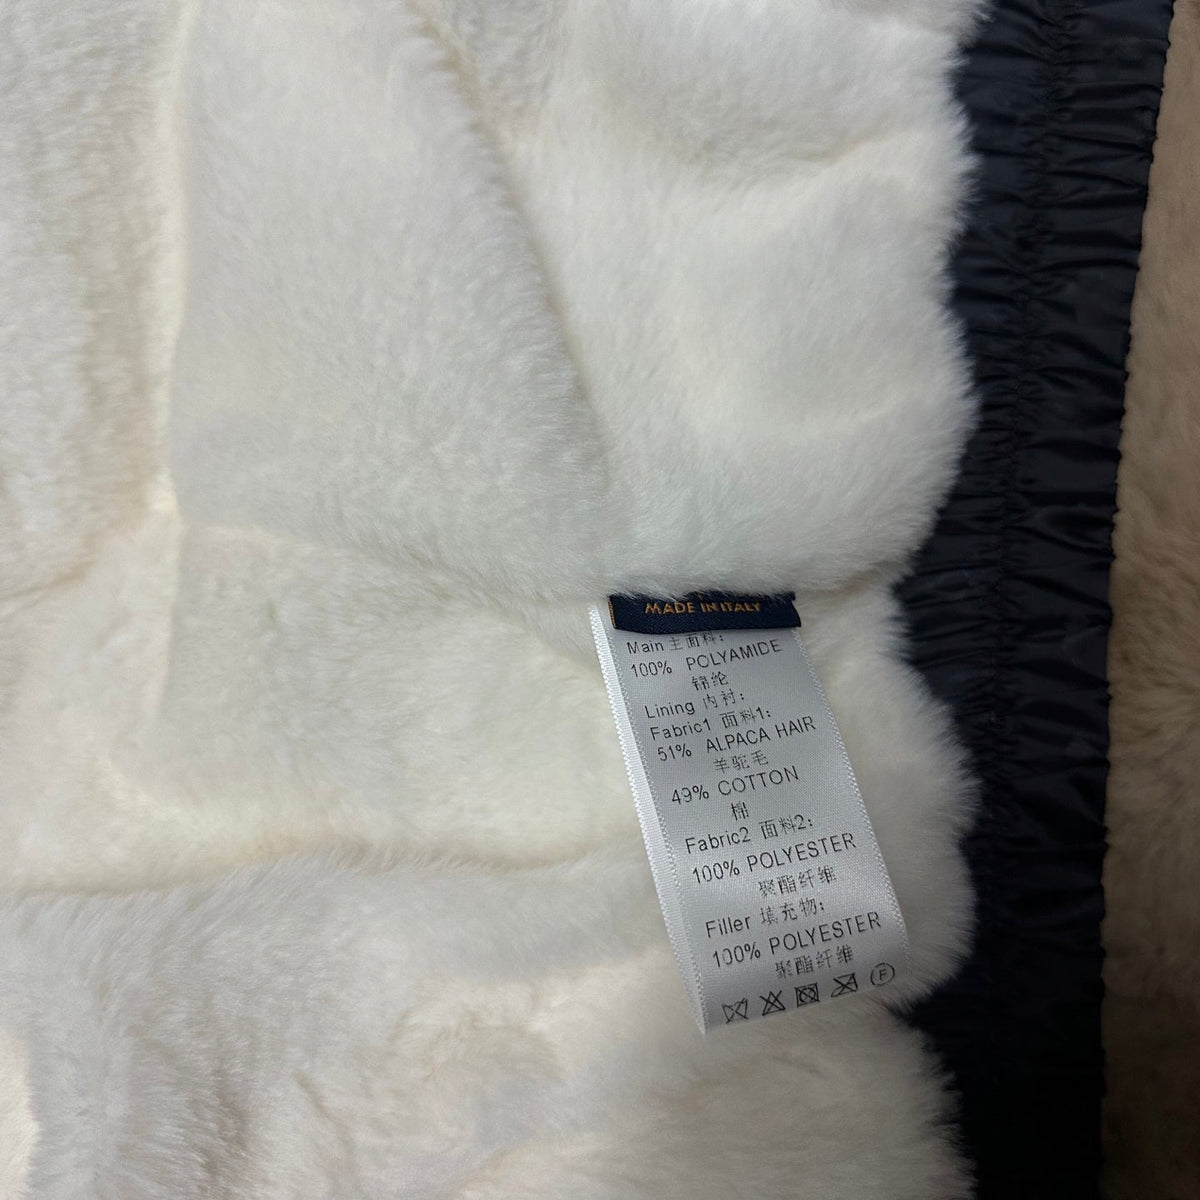 MADE IN ITALY
Main 主面料:
100% POLYAMIDE
锦纶
Lining 内衬:
Fabric1 面料1:
51% ALPACA HAIR
羊驼毛
49% COTTON
棉
Fabric2 面料2:
100% POLYESTER
聚酯纤维
Filler 填充物:
100% POLYESTER
聚酯纤维
F